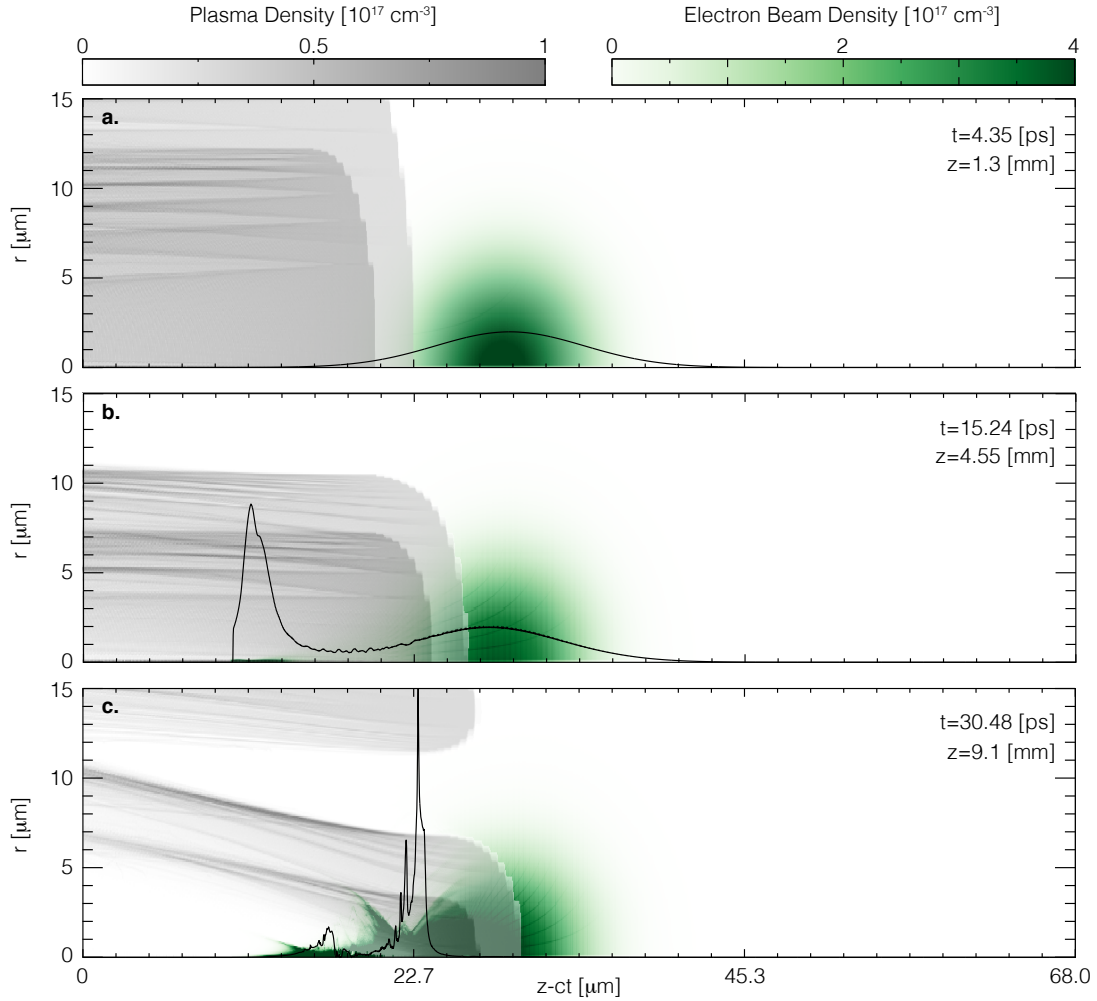 Plasma Density [10¹⁷ cm⁻³]
Electron Beam Density [10¹⁷ cm⁻³]
0 0.5 1
0 2 4
a.
t=4.35 [ps]
z=1.3 [mm]
15
10
5
0
r [μm]
b.
t=15.24 [ps]
z=4.55 [mm]
15
10
5
0
r [μm]
c.
t=30.48 [ps]
z=9.1 [mm]
15
10
5
0
r [μm]
0 22.7 45.3 68.0
z-ct [μm]